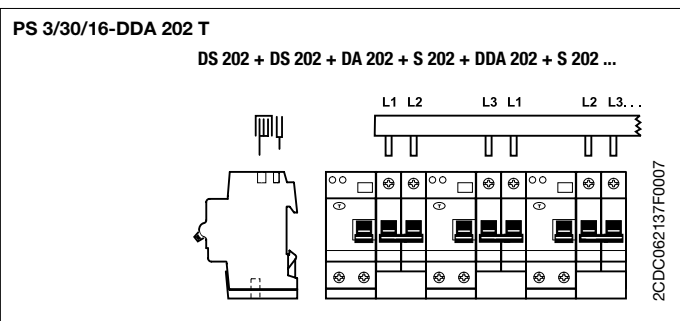 PS 3/30/16-DDA 202 T
DS 202 + DS 202 + DA 202 + S 202 + DDA 202 + S 202 ...
L1 L2 L3 L1 L2 L3...
2CDC062137F0007